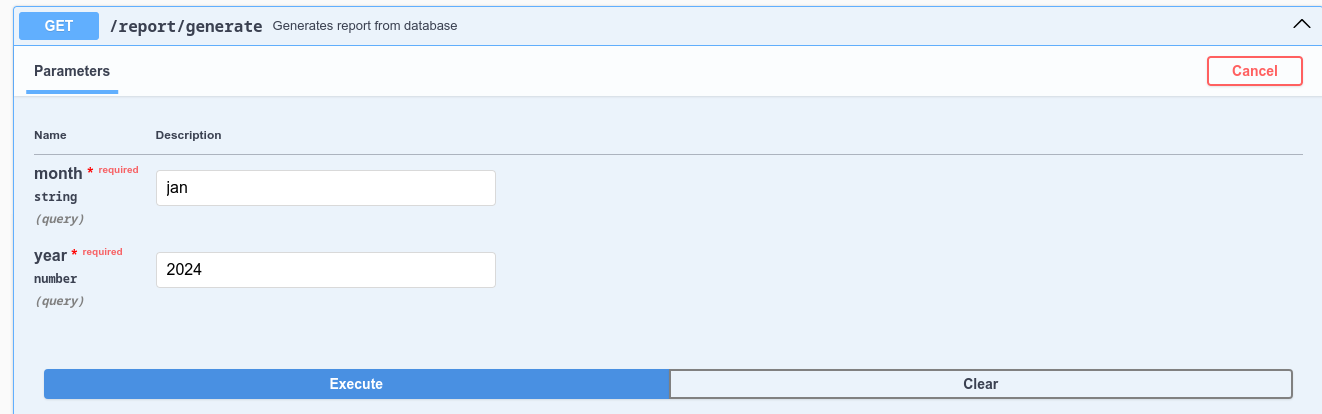 GET /report/generate Generates report from database
Parameters
Cancel
Name Description
month * required
string
(query)
jan
year * required
number
(query)
2024
Execute
Clear